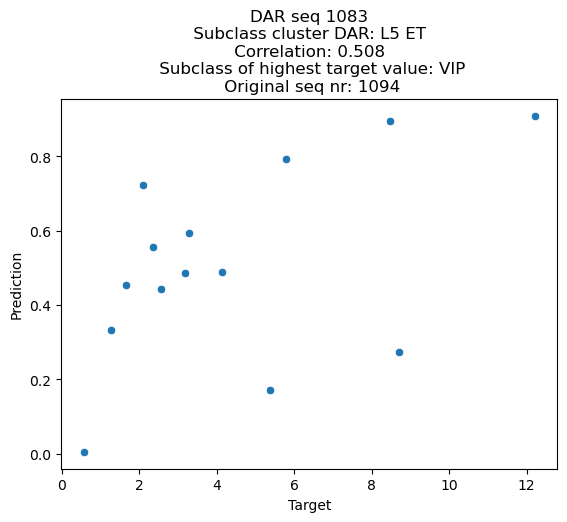 DAR seq 1083
Subclass cluster DAR: L5 ET
Correlation: 0.508
Subclass of highest target value: VIP
Original seq nr: 1094
0.8
0.6
0.4
0.2
0.0
Prediction
0 2 4 6 8 10 12
Target